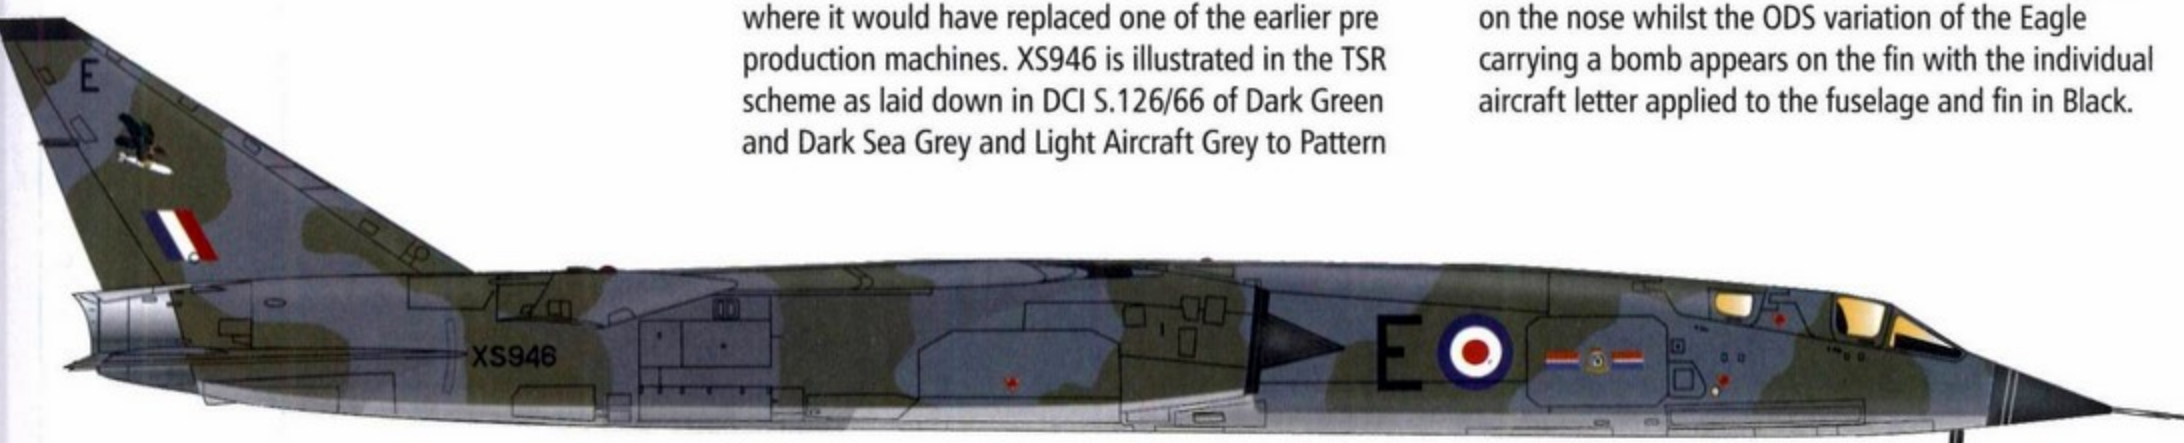 where it would have replaced one of the earlier pre
production machines. XS946 is illustrated in the TSR
scheme as laid down in DCI S.126/66 of Dark Green
and Dark Sea Grey and Light Aircraft Grey to Pattern
on the nose whilst the ODS variation of the Eagle
carrying a bomb appears on the fin with the individual
aircraft letter applied to the fuselage and fin in Black.
E
XS946
E